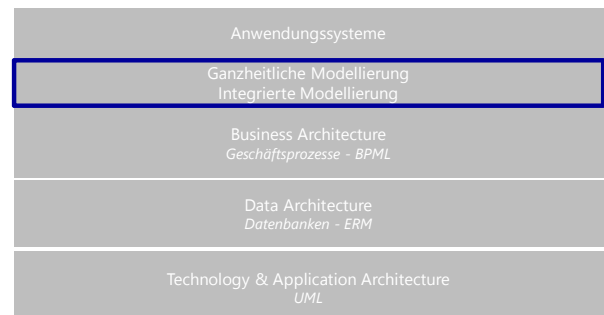 Anwendungssysteme
Ganzheitliche Modellierung
Integrierte Modellierung
Business Architecture
Geschäftsprozesse - BPML
Data Architecture
Datenbanken - ERM
Technology & Application Architecture
UML